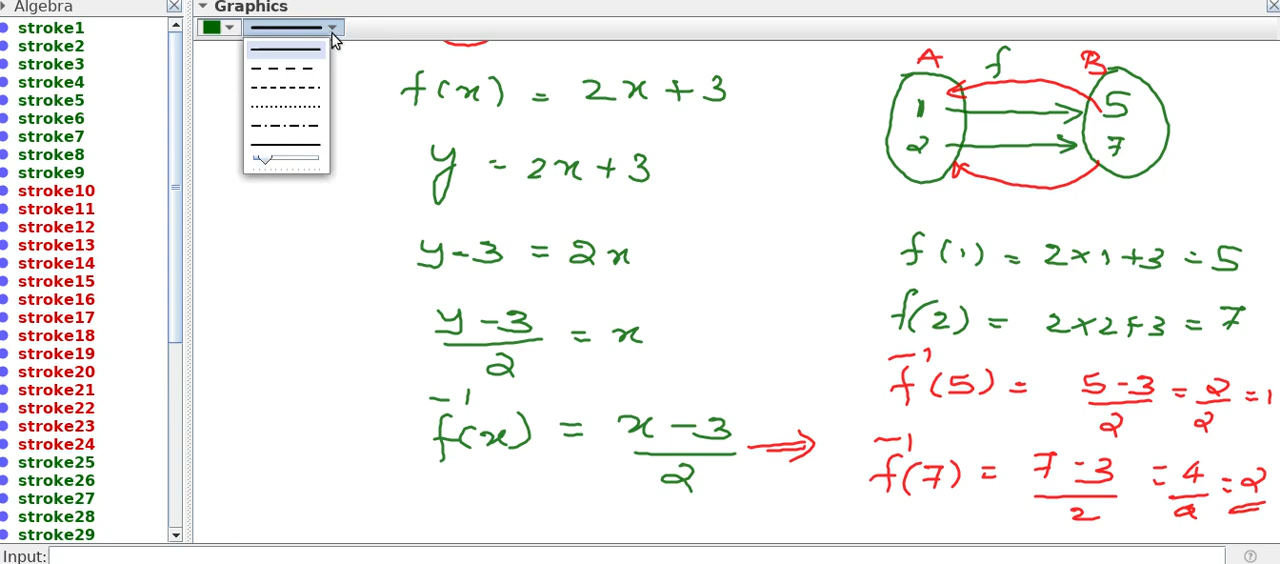 Algebra
Graphics
stroke1
stroke2
stroke3
stroke4
stroke5
stroke6
stroke7
stroke8
stroke9
stroke10
stroke11
stroke12
stroke13
stroke14
stroke15
stroke16
stroke17
stroke18
stroke19
stroke20
stroke21
stroke22
stroke23
stroke24
stroke25
stroke26
stroke27
stroke28
stroke29
f(x) = 2x + 3
y = 2x + 3
y - 3 = 2x
y - 3 / 2 = x
f⁻¹(x) = x - 3 / 2 ⇒
A f B
1 5
2 7
f(1) = 2×1+3 = 5
f(2) = 2×2+3 = 7
f⁻¹(5) = 5-3 / 2 = 2 / 2 = 1
f⁻¹(7) = 7-3 / 2 = 4 / 2 = 2
Input: